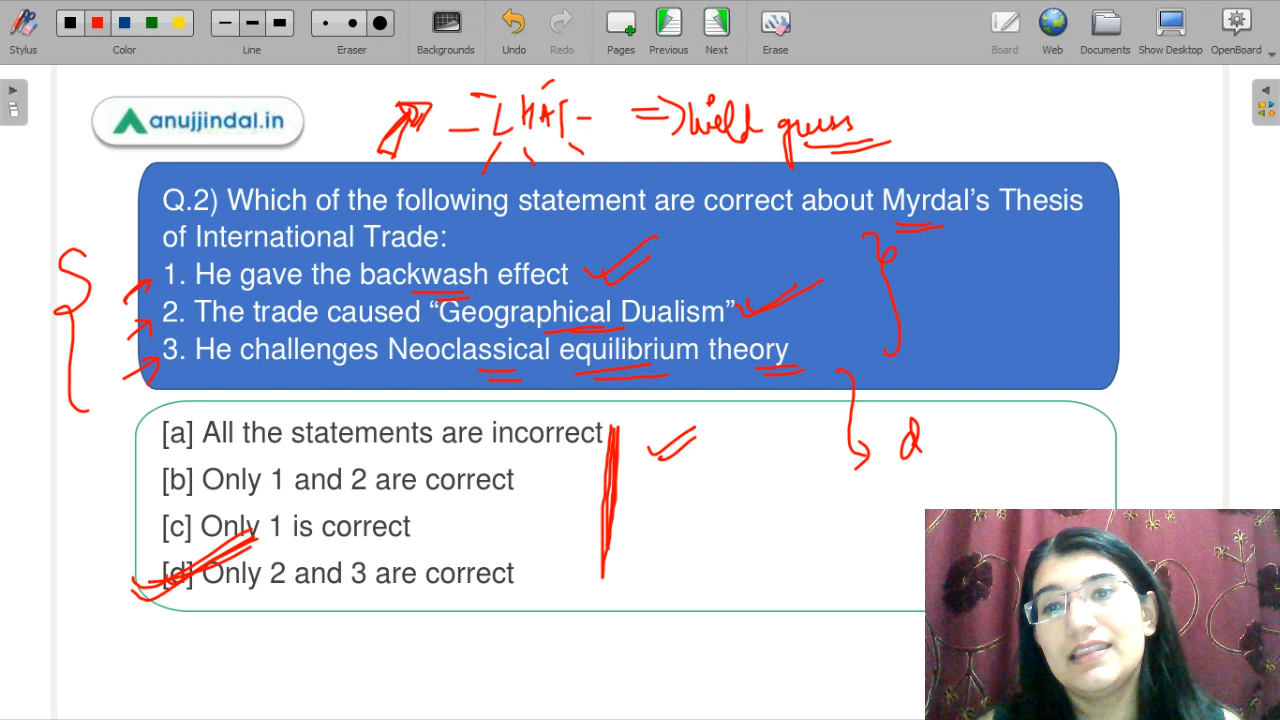 Stylus
Color
Line
Eraser
Backgrounds
Undo
Redo
Pages
Previous
Next
Erase
Board
Web
Documents
Show Desktop
OpenBoard
anujjindal.in
=> Wild guess
Q.2) Which of the following statement are correct about Myrdal’s Thesis
of International Trade:
1. He gave the backwash effect
2. The trade caused “Geographical Dualism”
3. He challenges Neoclassical equilibrium theory
[a] All the statements are incorrect
[b] Only 1 and 2 are correct
[c] Only 1 is correct
[d] Only 2 and 3 are correct
d